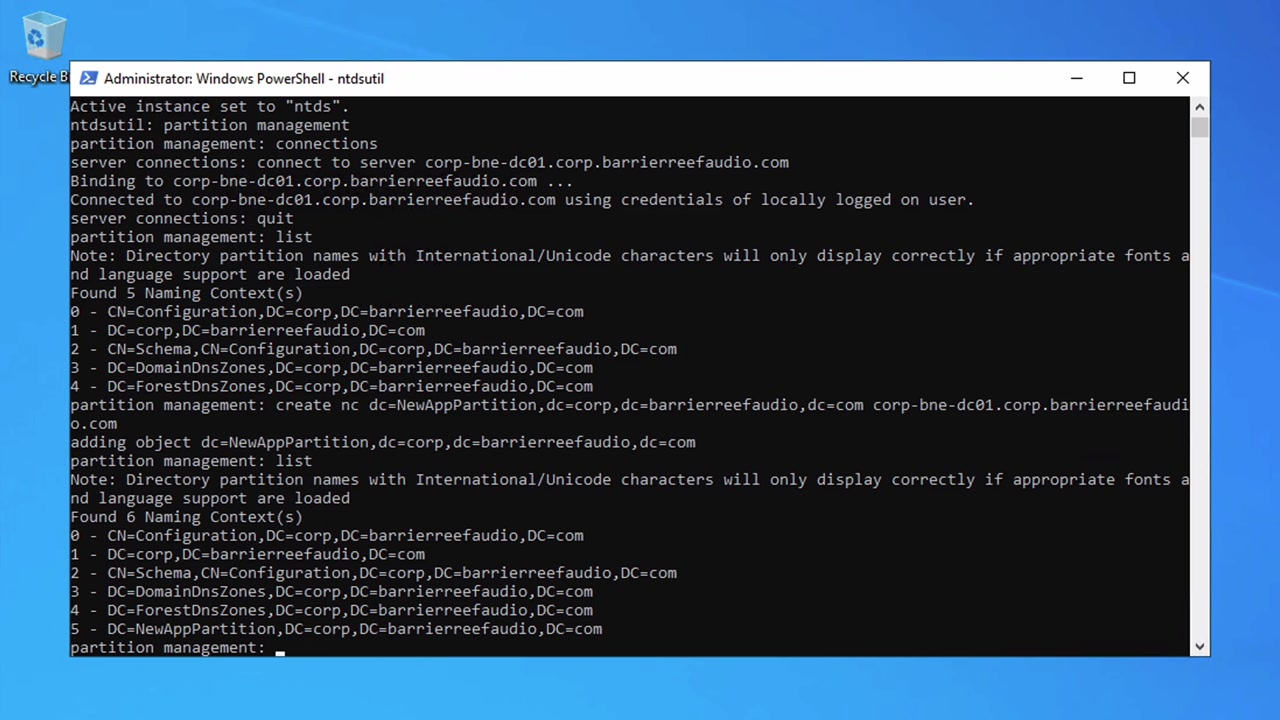 Recycle B
Administrator: Windows PowerShell - ntdsutil
Active instance set to "ntds".
ntdsutil: partition management
partition management: connections
server connections: connect to server corp-bne-dc01.corp.barrierreefaudio.com
Binding to corp-bne-dc01.corp.barrierreefaudio.com ...
Connected to corp-bne-dc01.corp.barrierreefaudio.com using credentials of locally logged on user.
server connections: quit
partition management: list
Note: Directory partition names with International/Unicode characters will only display correctly if appropriate fonts a
nd language support are loaded
Found 5 Naming Context(s)
0 - CN=Configuration,DC=corp,DC=barrierreefaudio,DC=com
1 - DC=corp,DC=barrierreefaudio,DC=com
2 - CN=Schema,CN=Configuration,DC=corp,DC=barrierreefaudio,DC=com
3 - DC=DomainDnsZones,DC=corp,DC=barrierreefaudio,DC=com
4 - DC=ForestDnsZones,DC=corp,DC=barrierreefaudio,DC=com
partition management: create nc dc=NewAppPartition,dc=corp,dc=barrierreefaudio,dc=com corp-bne-dc01.corp.barrierreefaudi
o.com
adding object dc=NewAppPartition,dc=corp,dc=barrierreefaudio,dc=com
partition management: list
Note: Directory partition names with International/Unicode characters will only display correctly if appropriate fonts a
nd language support are loaded
Found 6 Naming Context(s)
0 - CN=Configuration,DC=corp,DC=barrierreefaudio,DC=com
1 - DC=corp,DC=barrierreefaudio,DC=com
2 - CN=Schema,CN=Configuration,DC=corp,DC=barrierreefaudio,DC=com
3 - DC=DomainDnsZones,DC=corp,DC=barrierreefaudio,DC=com
4 - DC=ForestDnsZones,DC=corp,DC=barrierreefaudio,DC=com
5 - DC=NewAppPartition,DC=corp,DC=barrierreefaudio,DC=com
partition management: